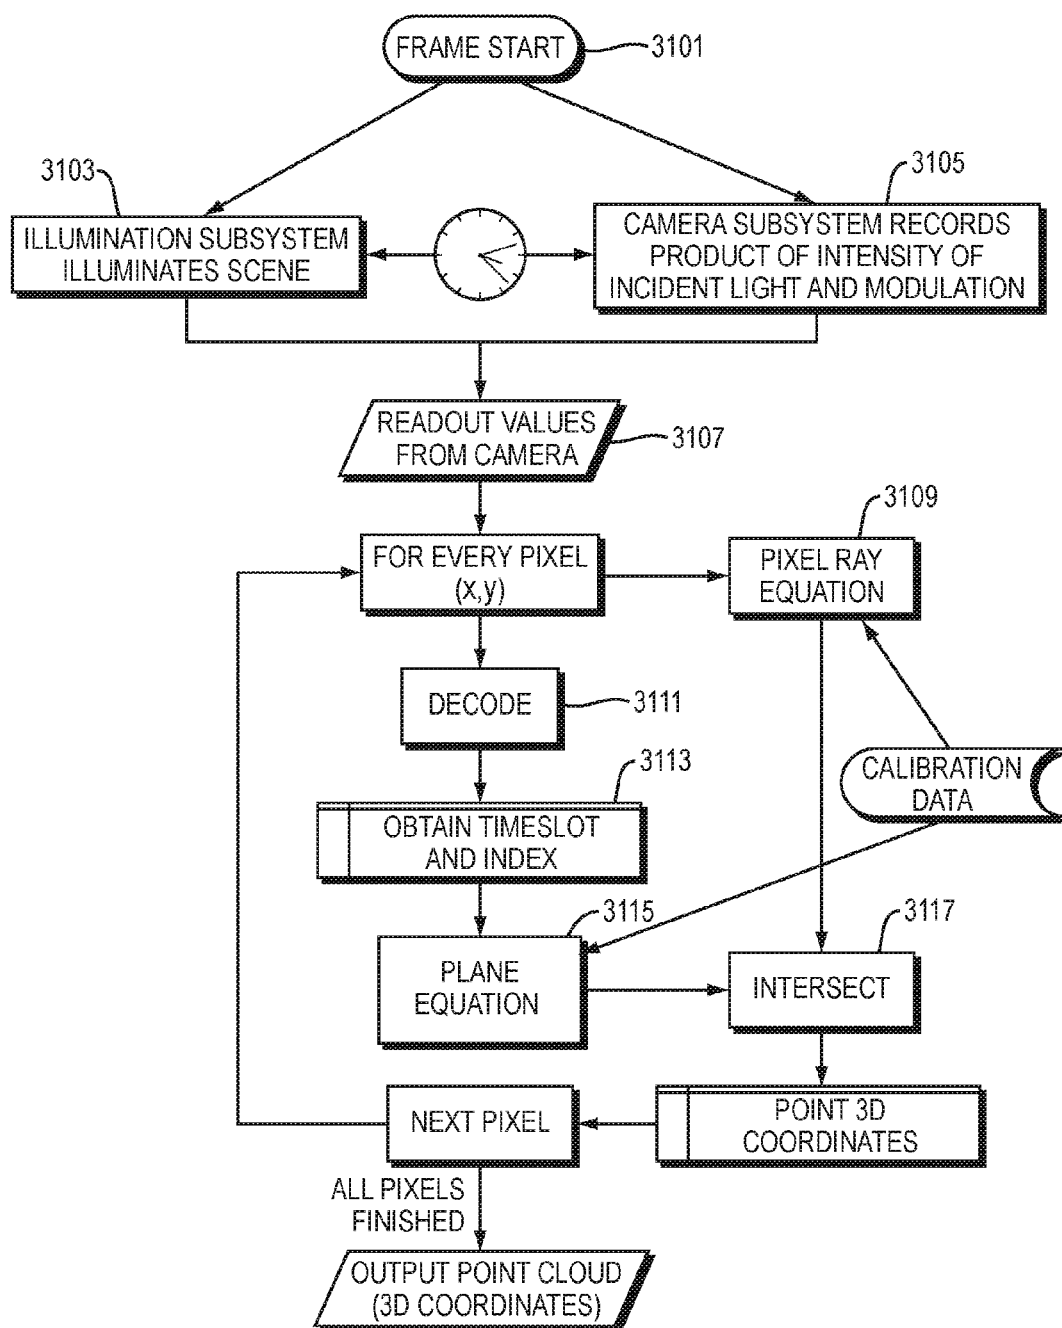 FRAME START
3101
3103
3105
ILLUMINATION SUBSYSTEM
ILLUMINATES SCENE
CAMERA SUBSYSTEM RECORDS
PRODUCT OF INTENSITY OF
INCIDENT LIGHT AND MODULATION
READOUT VALUES
FROM CAMERA
3107
3109
FOR EVERY PIXEL
(x,y)
PIXEL RAY
EQUATION
DECODE
3111
3113
CALIBRATION
DATA
OBTAIN TIMESLOT
AND INDEX
3115
3117
PLANE
EQUATION
INTERSECT
NEXT PIXEL
POINT 3D
COORDINATES
ALL PIXELS
FINISHED
OUTPUT POINT CLOUD
(3D COORDINATES)